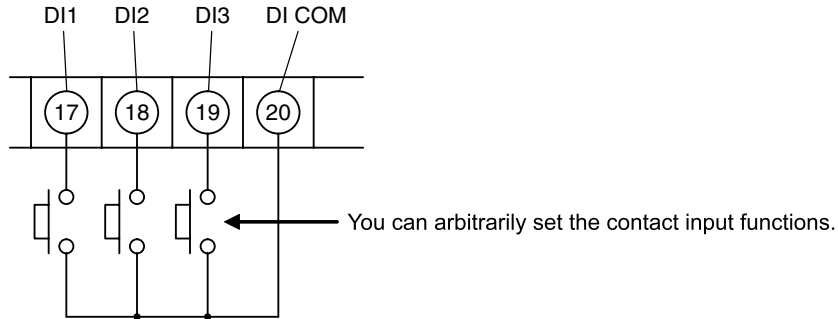 DI1 DI2 DI3 DI COM
17 18 19 20
You can arbitrarily set the contact input functions.